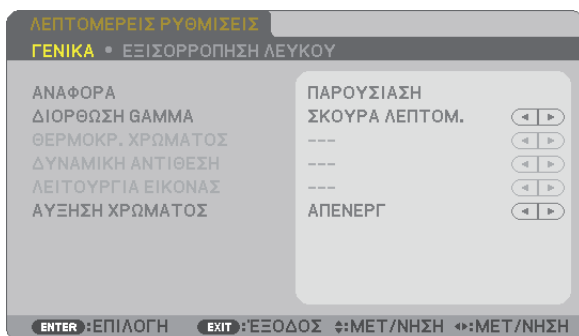 ΛΕΠΤΟΜΕΡΕΙΣ ΡΥΘΜΙΣΕΙΣ
ΓΕΝΙΚΑ • ΕΞΙΣΟΡΡΟΠΗΣΗ ΛΕΥΚΟΥ
ΑΝΑΦΟΡΑ ΠΑΡΟΥΣΙΑΣΗ
ΔΙΟΡΘΩΣΗ GAMMA ΣΚΟΥΡΑ ΛΕΠΤΟΜ.
ΘΕΡΜΟΚΡ. ΧΡΩΜΑΤΟΣ ---
ΔΥΝΑΜΙΚΗ ΑΝΤΙΘΕΣΗ ---
ΛΕΙΤΟΥΡΓΙΑ ΕΙΚΟΝΑΣ ---
ΑΥΞΗΣΗ ΧΡΩΜΑΤΟΣ ΑΠΕΝΕΡΓ
ENTER:ΕΠΙΛΟΓΗ EXIT:ΈΞΟΔΟΣ :ΜΕΤ/ΝΗΣΗ :ΜΕΤ/ΝΗΣΗ